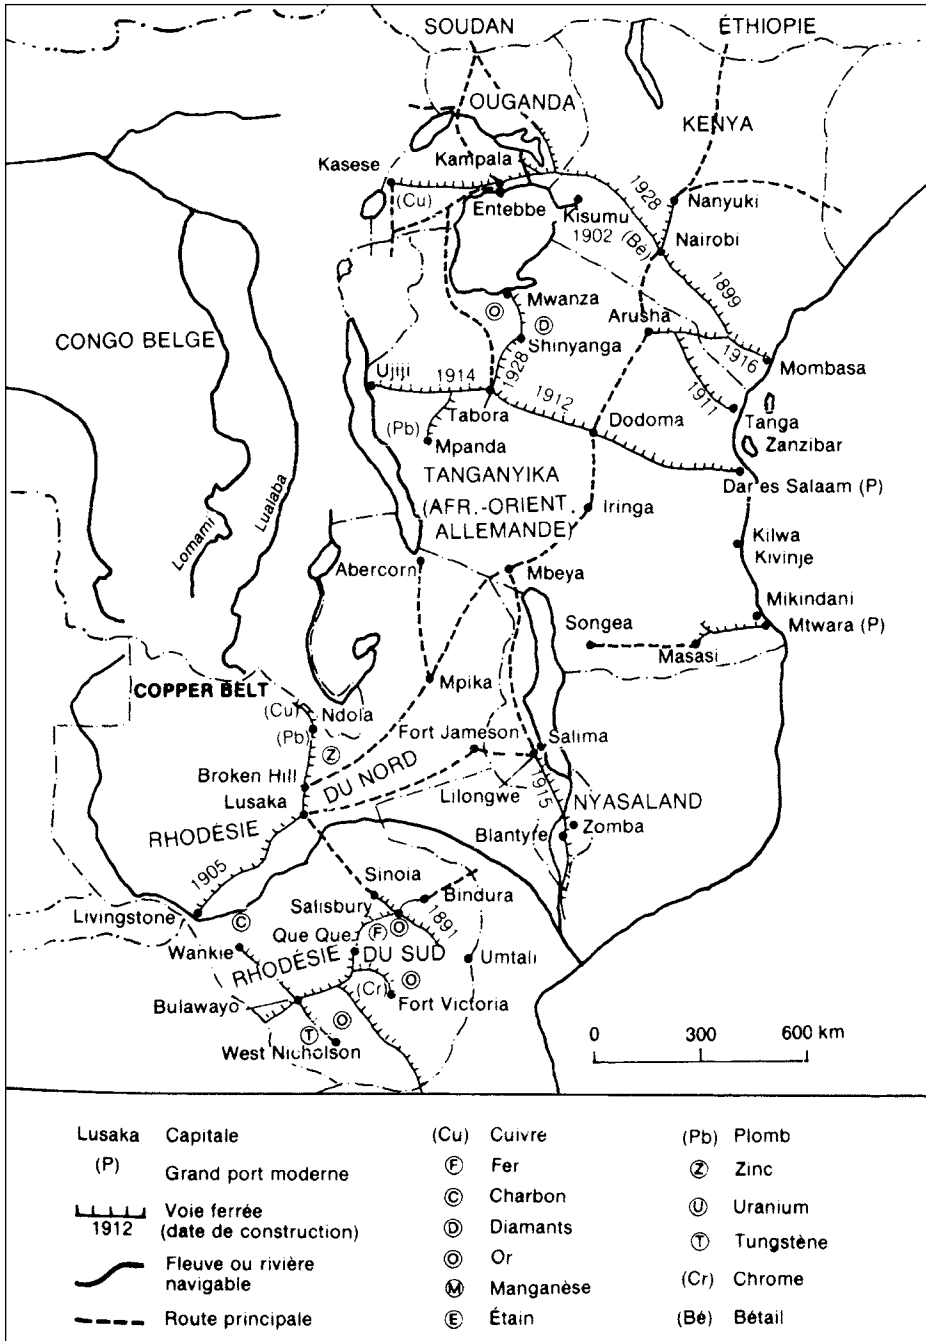 SOUDAN
ÉTHIOPIE
OUGANDA
KENYA
Kasese
Kampala
(Cu)
Entebbe
Kisumu
1902
(Bé)
1928
Nanyuki
Nairobi
1899
CONGO BELGE
Ⓞ
Mwanza
Ⓓ
Shinyanga
Arusha
1916
Mombasa
Ujiji
1914
1928
1912
1911
Tabora
Dodoma
Tanga
Zanzibar
(Pb)
Mpanda
TANGANYIKA
(AFR.-ORIENT.
ALLEMANDE)
Dar es Salaam (P)
Iringa
Lomami
Lualaba
Kilwa
Kivinje
Abercorn
Mbeya
Mikindani
Mtwara (P)
Songea
Masasi
COPPER BELT
Mpika
(Cu)
Ndola
(Pb)
Ⓩ
Fort Jameson
Salima
Broken Hill
DU NORD
Lusaka
Lilongwe
1915
NYASALAND
RHODÉSIE
Blantyre
Zomba
1905
Sinoia
Livingstone
Salisbury
Bindura
Ⓒ
1891
Que Que
Ⓕ
Ⓞ
Wankie
RHODÉSIE
DU SUD
Umtali
(Cr)
Ⓞ
Bulawayo
Fort Victoria
Ⓣ
Ⓞ
West Nicholson
0 300 600 km
Lusaka Capitale
(P) Grand port moderne
1912 Voie ferrée
(date de construction)
Fleuve ou rivière
navigable
Route principale
(Cu) Cuivre
Ⓕ Fer
Ⓒ Charbon
Ⓓ Diamants
Ⓞ Or
Ⓜ Manganèse
Ⓔ Étain
(Pb) Plomb
Ⓩ Zinc
Ⓤ Uranium
Ⓣ Tungstène
(Cr) Chrome
(Bé) Bétail